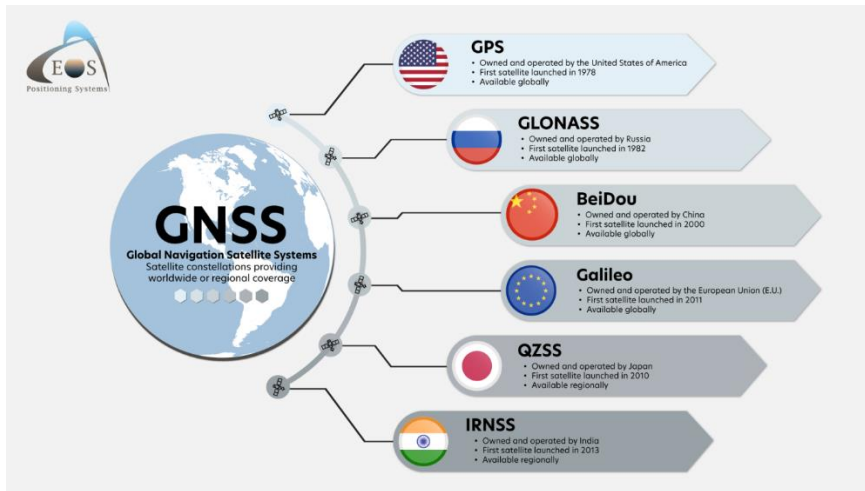 EOS
Positioning Systems
GNSS
Global Navigation Satellite Systems
Satellite constellations providing
worldwide or regional coverage
GPS
• Owned and operated by the United States of America
• First satellite launched in 1978
• Available globally
GLONASS
• Owned and operated by Russia
• First satellite launched in 1982
• Available globally
BeiDou
• Owned and operated by China
• First satellite launched in 2000
• Available globally
Galileo
• Owned and operated by the European Union (E.U.)
• First satellite launched in 2011
• Available globally
QZSS
• Owned and operated by Japan
• First satellite launched in 2010
• Available regionally
IRNSS
• Owned and operated by India
• First satellite launched in 2013
• Available regionally